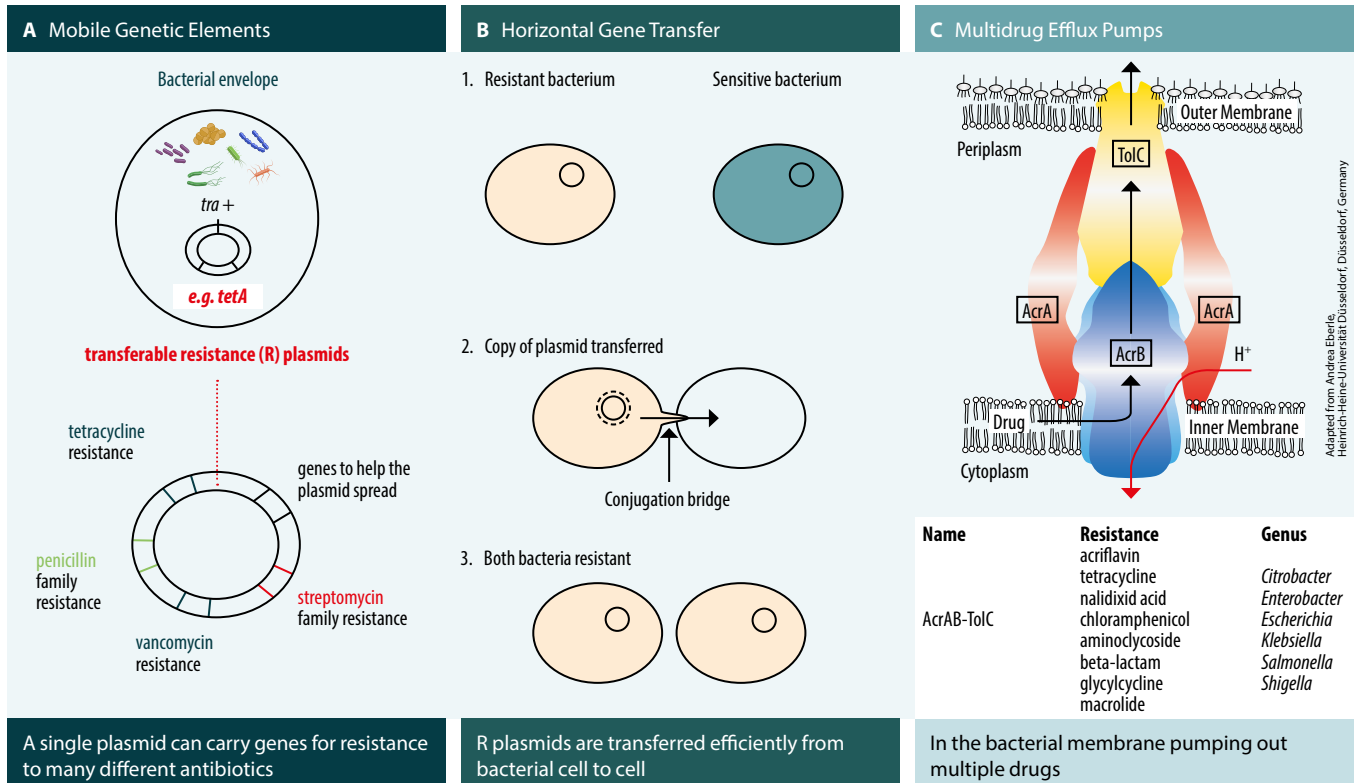 A Mobile Genetic Elements
Bacterial envelope
tra +
e.g. tetA
transferable resistance (R) plasmids
tetracycline
resistance
genes to help the
plasmid spread
penicillin
family
resistance
streptomycin
family resistance
vancomycin
resistance
A single plasmid can carry genes for resistance
to many different antibiotics
B Horizontal Gene Transfer
1. Resistant bacterium
Sensitive bacterium
2. Copy of plasmid transferred
Conjugation bridge
3. Both bacteria resistant
R plasmids are transferred efficiently from
bacterial cell to cell
C Multidrug Efflux Pumps
Outer Membrane
Periplasm
TolC
AcrA
AcrA
AcrB
H+
Drug
Inner Membrane
Cytoplasm
Adapted from Andrea Eberle,
Heinrich-Heine-Universität Düsseldorf, Düsseldorf, Germany
Name Resistance Genus
acriflavin
tetracycline Citrobacter
nalidixid acid Enterobacter
AcrAB-TolC chloramphenicol Escherichia
aminoclycoside Klebsiella
beta-lactam Salmonella
glycylcycline Shigella
macrolide
In the bacterial membrane pumping out
multiple drugs